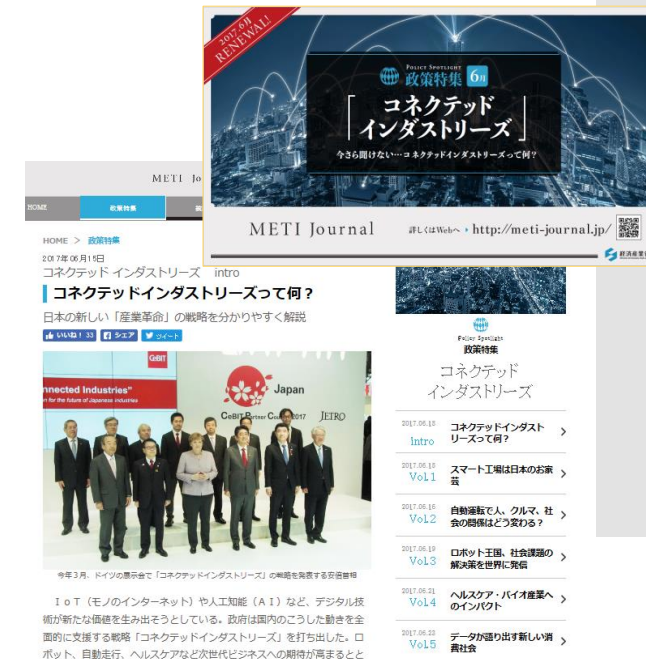 2017.6月
RENEWAL!
POLICY SPOTLIGHT
政策特集 6月
「コネクテッド
インダストリーズ」
今さら聞けない…コネクテッドインダストリーズって何？
METI Journal
詳しくはWebへ ▸ http://meti-journal.jp/
METI Jo
HOME
政策特集
HOME > 政策特集
2017年06月15日
コネクテッド インダストリーズ intro
コネクテッドインダストリーズって何？
日本の新しい「産業革命」の戦略を分かりやすく解説
いいね！ 33 シェア ツイート
CeBIT
nnected Industries"
n for the future of Japanese industries
Japan
CeBIT Partner Country 2017 JETRO
今年３月、ドイツの展示会で「コネクテッドインダストリーズ」の戦略を発表する安倍首相
ＩｏＴ（モノのインターネット）や人工知能（ＡＩ）など、デジタル技
術が新たな価値を生み出そうとしている。政府は国内のこうした動きを全
面的に支援する戦略「コネクテッドインダストリーズ」を打ち出した。ロ
ボット、自動走行、ヘルスケアなど次世代ビジネスへの期待が高まるとと
Policy Spotlight
政策特集
コネクテッド
インダストリーズ
Intro
コネクテッドインダスト
リーズって何？
Vol.1
スマート工場は日本のお家
芸
2017.06.16
Vol.2
自動運転で人、クルマ、社
会の関係はどう変わる？
2017.06.19
Vol.3
ロボット王国、社会課題の
解決策を世界に発信
2017.06.21
Vol.4
ヘルスケア・バイオ産業へ
のインパクト
Vol.5
データが語り出す新しい消
費社会